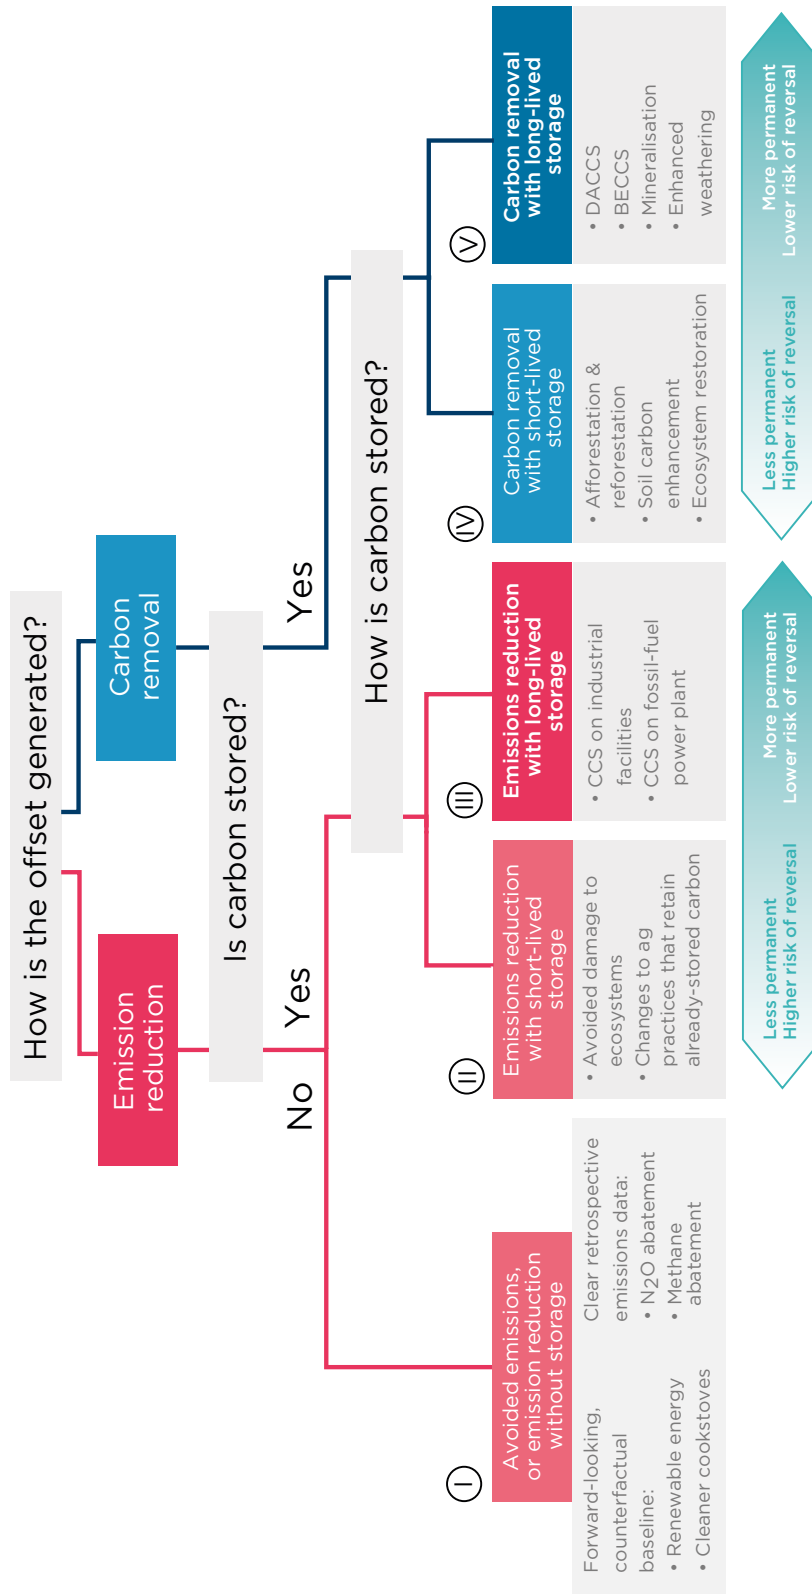 How is the offset generated?
Emission
reduction
Carbon
removal
Is carbon stored?
No
Yes
Yes
How is carbon stored?
I
Avoided emissions,
or emission reduction
without storage
Forward-looking,
counterfactual
baseline:
• Renewable energy
• Cleaner cookstoves
Clear retrospective
emissions data:
• N2O abatement
• Methane
abatement
II
Emissions reduction
with short-lived
storage
• Avoided damage to
ecosystems
• Changes to ag
practices that retain
already-stored carbon
III
Emissions reduction
with long-lived
storage
• CCS on industrial
facilities
• CCS on fossil-fuel
power plant
IV
Carbon removal
with short-lived
storage
• Afforestation &
reforestation
• Soil carbon
enhancement
• Ecosystem restoration
V
Carbon removal
with long-lived
storage
• DACCS
• BECCS
• Mineralisation
• Enhanced
weathering
Less permanent
Higher risk of reversal
More permanent
Lower risk of reversal
Less permanent
Higher risk of reversal
More permanent
Lower risk of reversal